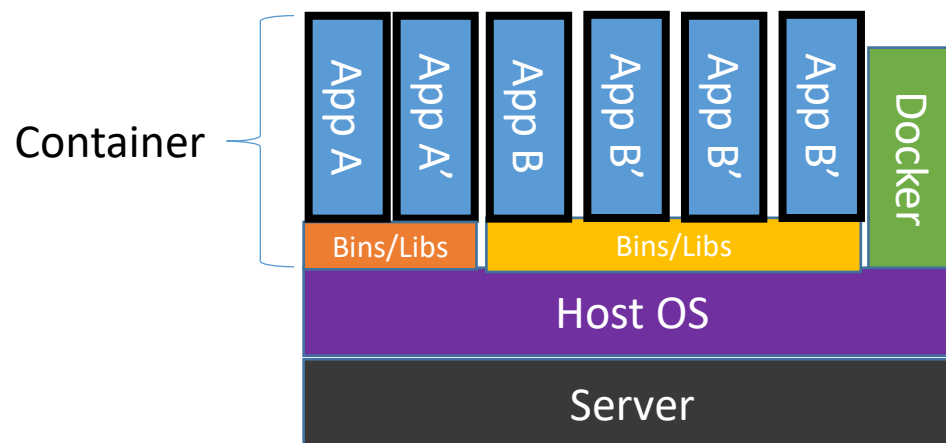 Container
App A
App A’
App B
App B’
App B’
App B’
Docker
Bins/Libs
Bins/Libs
Host OS
Server